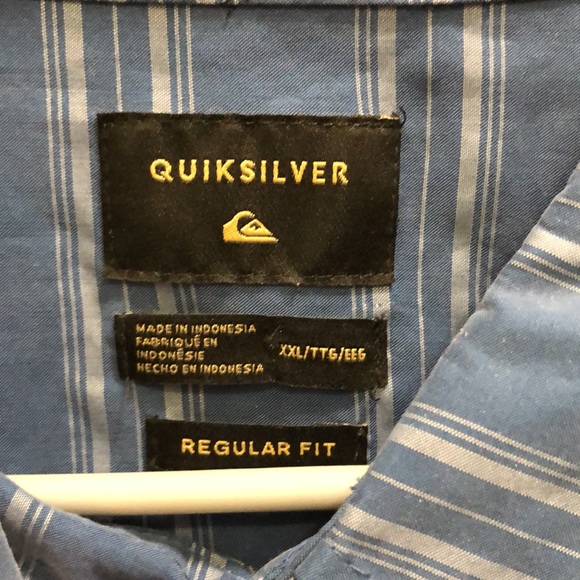 QUIKSILVER
MADE IN INDONESIA
FABRIQUÉ EN
INDONÉSIE
HECHO EN INDONESIA
XXL/TTG/EEG
REGULAR FIT